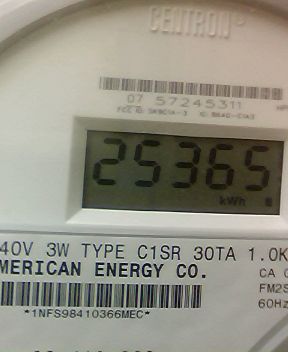 CENTRON
07 57245311
25365
kWh
40V 3W TYPE C1SR 30TA 1.0K
MERICAN ENERGY CO.
CA
FM2S
60Hz
*1NFS98410366MEC*